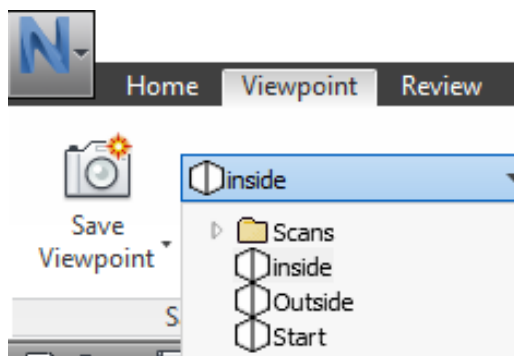 N
Home Viewpoint Review
inside
Save
Viewpoint
Scans
inside
Outside
Start
S